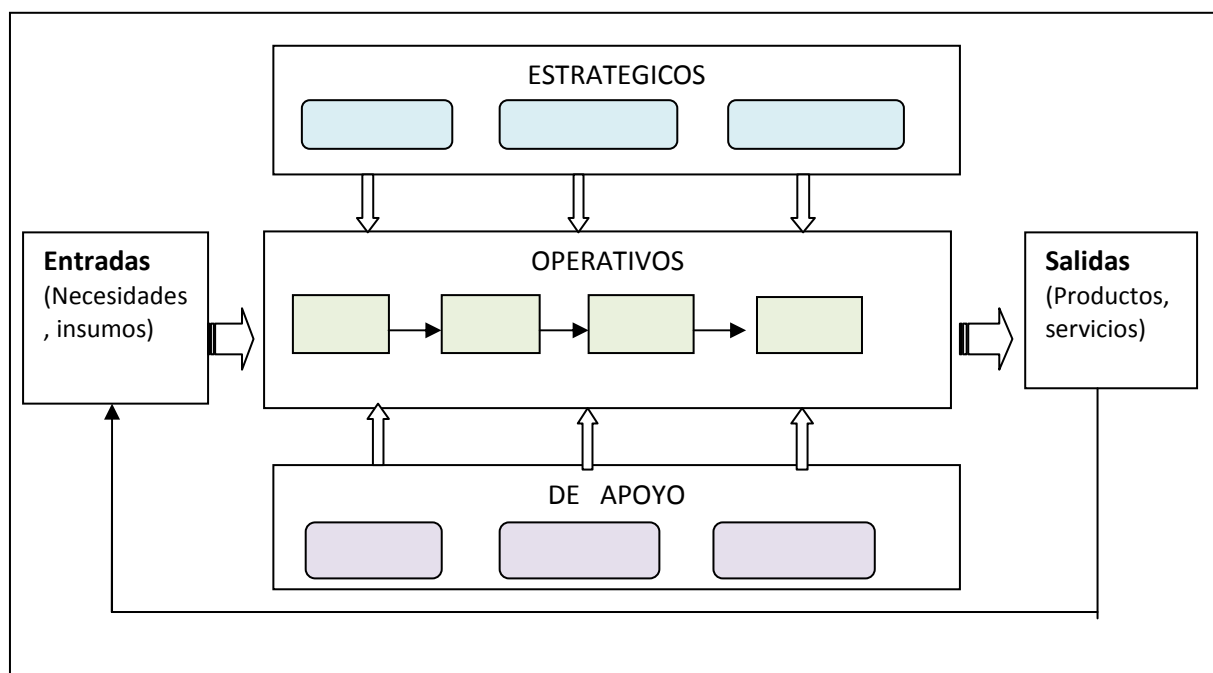 ESTRATEGICOS
Entradas
(Necesidades
, insumos)
OPERATIVOS
Salidas
(Productos,
servicios)
DE APOYO